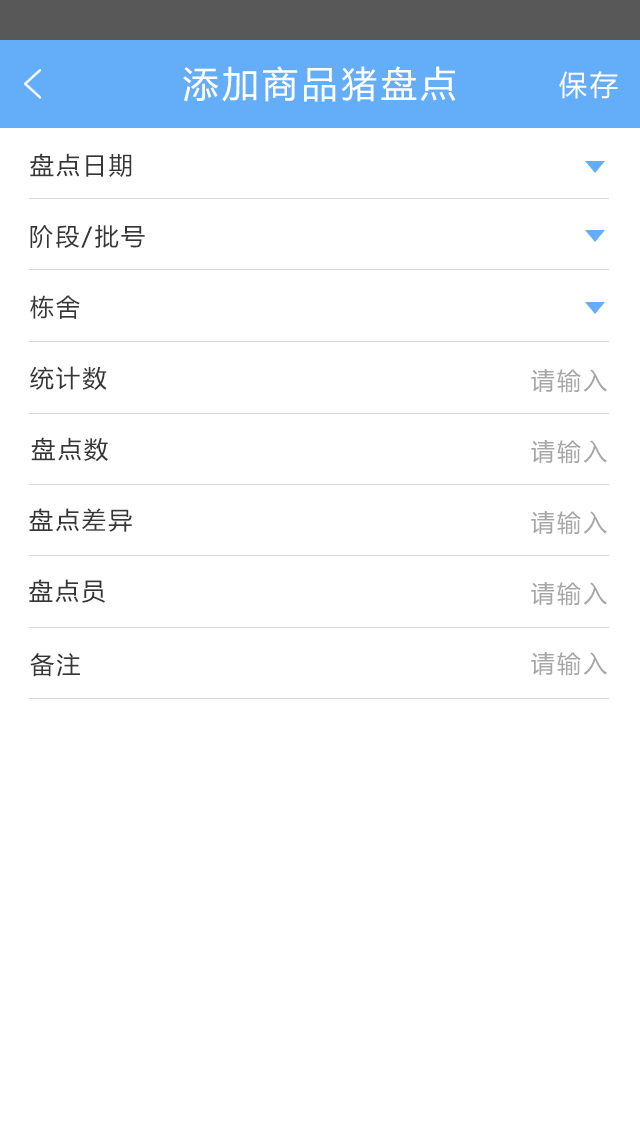 添加商品猪盘点 保存
盘点日期
阶段/批号
栋舍
统计数 请输入
盘点数 请输入
盘点差异 请输入
盘点员 请输入
备注 请输入